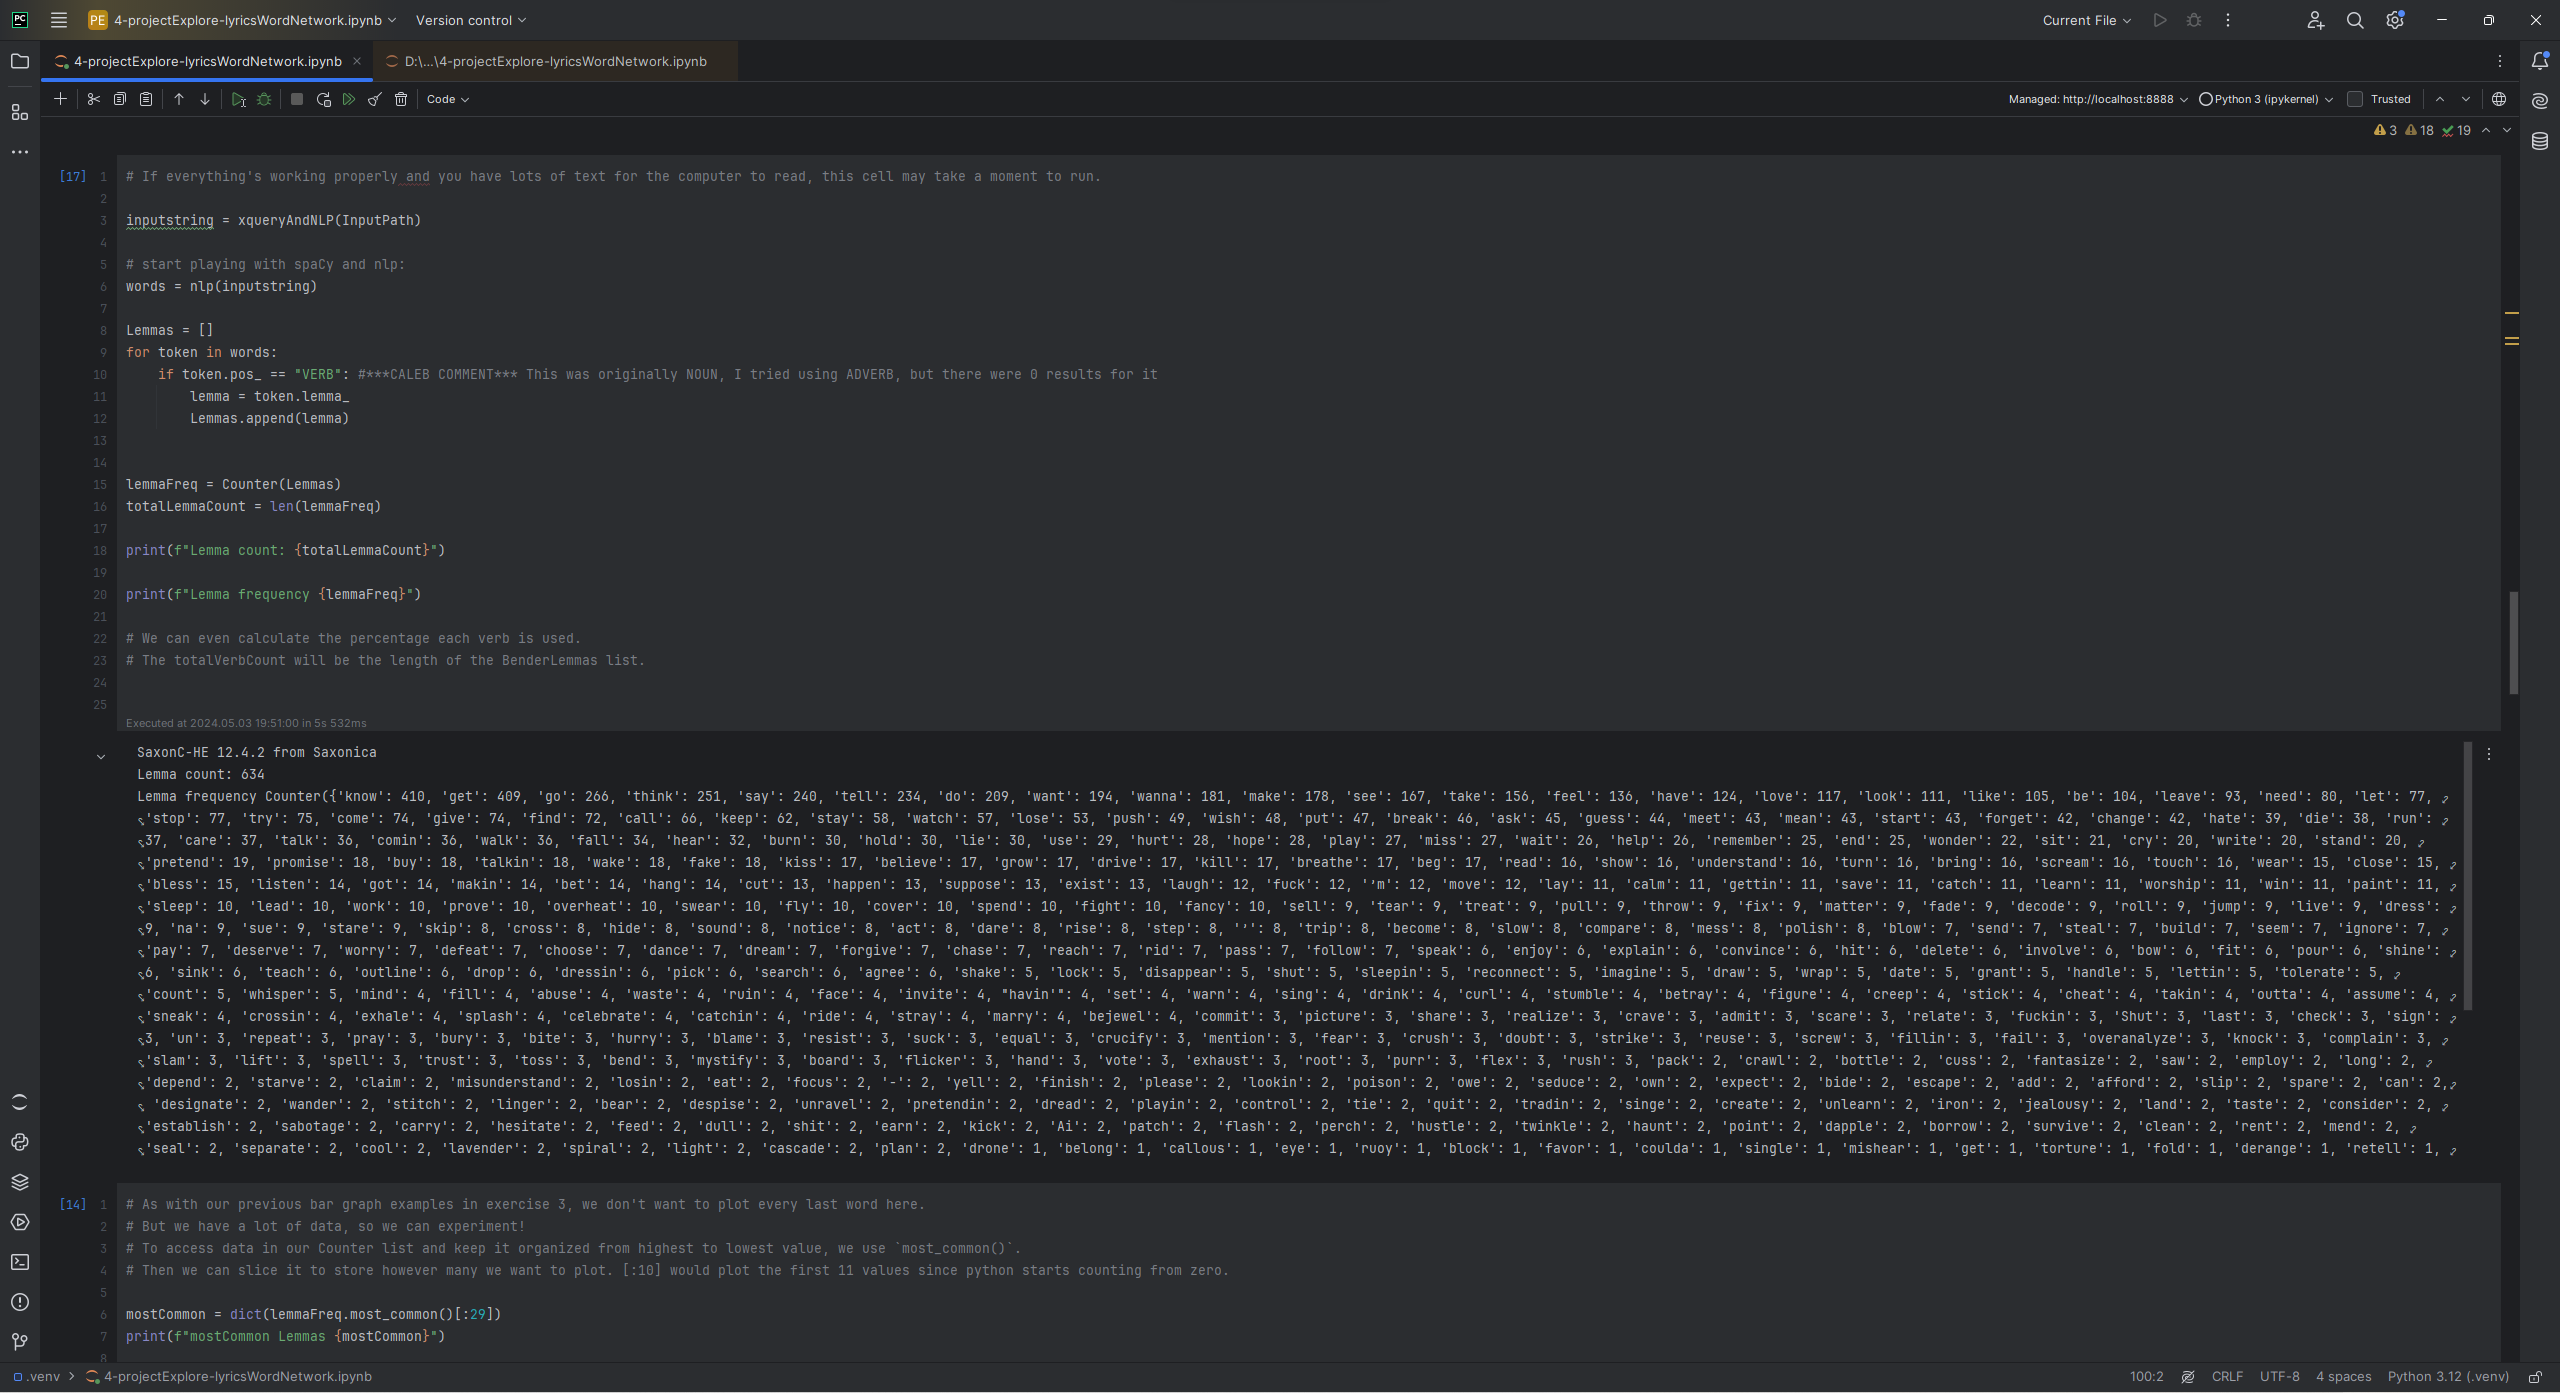 PC PE 4-projectExplore-lyricsWordNetwork.ipynb Version control Current File
4-projectExplore-lyricsWordNetwork.ipynb D:\...\4-projectExplore-lyricsWordNetwork.ipynb
Code Managed: http://localhost:8888 Python 3 (ipykernel) Trusted
3 18 19
[17] 1 # If everything's working properly and you have lots of text for the computer to read, this cell may take a moment to run.
2
3 inputstring = xqueryAndNLP(InputPath)
4
5 # start playing with spaCy and nlp:
6 words = nlp(inputstring)
7
8 Lemmas = []
9 for token in words:
10 if token.pos_ == "VERB": #***CALEB COMMENT*** This was originally NOUN, I tried using ADVERB, but there were 0 results for it
11 lemma = token.lemma_
12 Lemmas.append(lemma)
13
14
15 lemmaFreq = Counter(Lemmas)
16 totalLemmaCount = len(lemmaFreq)
17
18 print(f"Lemma count: {totalLemmaCount}")
19
20 print(f"Lemma frequency {lemmaFreq}")
21
22 # We can even calculate the percentage each verb is used.
23 # The totalVerbCount will be the length of the BenderLemmas list.
24
25
Executed at 2024.05.03 19:51:00 in 5s 532ms
SaxonC-HE 12.4.2 from Saxonica
Lemma count: 634
Lemma frequency Counter({'know': 410, 'get': 409, 'go': 266, 'think': 251, 'say': 240, 'tell': 234, 'do': 209, 'want': 194, 'wanna': 181, 'make': 178, 'see': 167, 'take': 156, 'feel': 136, 'have': 124, 'love': 117, 'look': 111, 'like': 105, 'be': 104, 'leave': 93, 'need': 80, 'let': 77,
'stop': 77, 'try': 75, 'come': 74, 'give': 74, 'find': 72, 'call': 66, 'keep': 62, 'stay': 58, 'watch': 57, 'lose': 53, 'push': 49, 'wish': 48, 'put': 47, 'break': 46, 'ask': 45, 'guess': 44, 'meet': 43, 'mean': 43, 'start': 43, 'forget': 42, 'change': 42, 'hate': 39, 'die': 38, 'run':
37, 'care': 37, 'talk': 36, 'comin': 36, 'walk': 36, 'fall': 34, 'hear': 32, 'burn': 30, 'hold': 30, 'lie': 30, 'use': 29, 'hurt': 28, 'hope': 28, 'play': 27, 'miss': 27, 'wait': 26, 'help': 26, 'remember': 25, 'end': 25, 'wonder': 22, 'sit': 21, 'cry': 20, 'write': 20, 'stand': 20,
'pretend': 19, 'promise': 18, 'buy': 18, 'talkin': 18, 'wake': 18, 'fake': 18, 'kiss': 17, 'believe': 17, 'grow': 17, 'drive': 17, 'kill': 17, 'breathe': 17, 'beg': 17, 'read': 16, 'show': 16, 'understand': 16, 'turn': 16, 'bring': 16, 'scream': 16, 'touch': 16, 'wear': 15, 'close': 15,
'bless': 15, 'listen': 14, 'got': 14, 'makin': 14, 'bet': 14, 'hang': 14, 'cut': 13, 'happen': 13, 'suppose': 13, 'exist': 13, 'laugh': 12, 'fuck': 12, '’m': 12, 'move': 12, 'lay': 11, 'calm': 11, 'gettin': 11, 'save': 11, 'catch': 11, 'learn': 11, 'worship': 11, 'win': 11, 'paint': 11,
'sleep': 10, 'lead': 10, 'work': 10, 'prove': 10, 'overheat': 10, 'swear': 10, 'fly': 10, 'cover': 10, 'spend': 10, 'fight': 10, 'fancy': 10, 'sell': 9, 'tear': 9, 'treat': 9, 'pull': 9, 'throw': 9, 'fix': 9, 'matter': 9, 'fade': 9, 'decode': 9, 'roll': 9, 'jump': 9, 'live': 9, 'dress':
9, 'na': 9, 'sue': 9, 'stare': 9, 'skip': 8, 'cross': 8, 'hide': 8, 'sound': 8, 'notice': 8, 'act': 8, 'dare': 8, 'rise': 8, 'step': 8, '’': 8, 'trip': 8, 'become': 8, 'slow': 8, 'compare': 8, 'mess': 8, 'polish': 8, 'blow': 7, 'send': 7, 'steal': 7, 'build': 7, 'seem': 7, 'ignore': 7,
'pay': 7, 'deserve': 7, 'worry': 7, 'defeat': 7, 'choose': 7, 'dance': 7, 'dream': 7, 'forgive': 7, 'chase': 7, 'reach': 7, 'rid': 7, 'pass': 7, 'follow': 7, 'speak': 6, 'enjoy': 6, 'explain': 6, 'convince': 6, 'hit': 6, 'delete': 6, 'involve': 6, 'bow': 6, 'fit': 6, 'pour': 6, 'shine':
6, 'sink': 6, 'teach': 6, 'outline': 6, 'drop': 6, 'dressin': 6, 'pick': 6, 'search': 6, 'agree': 6, 'shake': 5, 'lock': 5, 'disappear': 5, 'shut': 5, 'sleepin': 5, 'reconnect': 5, 'imagine': 5, 'draw': 5, 'wrap': 5, 'date': 5, 'grant': 5, 'handle': 5, 'lettin': 5, 'tolerate': 5,
'count': 5, 'whisper': 5, 'mind': 4, 'fill': 4, 'abuse': 4, 'waste': 4, 'ruin': 4, 'face': 4, 'invite': 4, "havin'": 4, 'set': 4, 'warn': 4, 'sing': 4, 'drink': 4, 'curl': 4, 'stumble': 4, 'betray': 4, 'figure': 4, 'creep': 4, 'stick': 4, 'cheat': 4, 'takin': 4, 'outta': 4, 'assume': 4,
'sneak': 4, 'crossin': 4, 'exhale': 4, 'splash': 4, 'celebrate': 4, 'catchin': 4, 'ride': 4, 'stray': 4, 'marry': 4, 'bejewel': 4, 'commit': 3, 'picture': 3, 'share': 3, 'realize': 3, 'crave': 3, 'admit': 3, 'scare': 3, 'relate': 3, 'fuckin': 3, 'Shut': 3, 'last': 3, 'check': 3, 'sign':
3, 'un': 3, 'repeat': 3, 'pray': 3, 'bury': 3, 'bite': 3, 'hurry': 3, 'blame': 3, 'resist': 3, 'suck': 3, 'equal': 3, 'crucify': 3, 'mention': 3, 'fear': 3, 'crush': 3, 'doubt': 3, 'strike': 3, 'reuse': 3, 'screw': 3, 'fillin': 3, 'fail': 3, 'overanalyze': 3, 'knock': 3, 'complain': 3,
'slam': 3, 'lift': 3, 'spell': 3, 'trust': 3, 'toss': 3, 'bend': 3, 'mystify': 3, 'board': 3, 'flicker': 3, 'hand': 3, 'vote': 3, 'exhaust': 3, 'root': 3, 'purr': 3, 'flex': 3, 'rush': 3, 'pack': 2, 'crawl': 2, 'bottle': 2, 'cuss': 2, 'fantasize': 2, 'saw': 2, 'employ': 2, 'long': 2,
'depend': 2, 'starve': 2, 'claim': 2, 'misunderstand': 2, 'losin': 2, 'eat': 2, 'focus': 2, '-': 2, 'yell': 2, 'finish': 2, 'please': 2, 'lookin': 2, 'poison': 2, 'owe': 2, 'seduce': 2, 'own': 2, 'expect': 2, 'bide': 2, 'escape': 2, 'add': 2, 'afford': 2, 'slip': 2, 'spare': 2, 'can': 2,
'designate': 2, 'wander': 2, 'stitch': 2, 'linger': 2, 'bear': 2, 'despise': 2, 'unravel': 2, 'pretendin': 2, 'dread': 2, 'playin': 2, 'control': 2, 'tie': 2, 'quit': 2, 'tradin': 2, 'singe': 2, 'create': 2, 'unlearn': 2, 'iron': 2, 'jealousy': 2, 'land': 2, 'taste': 2, 'consider': 2,
'establish': 2, 'sabotage': 2, 'carry': 2, 'hesitate': 2, 'feed': 2, 'dull': 2, 'shit': 2, 'earn': 2, 'kick': 2, 'Ai': 2, 'patch': 2, 'flash': 2, 'perch': 2, 'hustle': 2, 'twinkle': 2, 'haunt': 2, 'point': 2, 'dapple': 2, 'borrow': 2, 'survive': 2, 'clean': 2, 'rent': 2, 'mend': 2,
'seal': 2, 'separate': 2, 'cool': 2, 'lavender': 2, 'spiral': 2, 'light': 2, 'cascade': 2, 'plan': 2, 'drone': 1, 'belong': 1, 'callous': 1, 'eye': 1, 'ruoy': 1, 'block': 1, 'favor': 1, 'coulda': 1, 'single': 1, 'mishear': 1, 'get': 1, 'torture': 1, 'fold': 1, 'derange': 1, 'retell': 1,
[14] 1 # As with our previous bar graph examples in exercise 3, we don't want to plot every last word here.
2 # But we have a lot of data, so we can experiment!
3 # To access data in our Counter list and keep it organized from highest to lowest value, we use `most_common()`.
4 # Then we can slice it to store however many we want to plot. [:10] would plot the first 11 values since python starts counting from zero.
5
6 mostCommon = dict(lemmaFreq.most_common()[:29])
7 print(f"mostCommon Lemmas {mostCommon}")
8
.venv 4-projectExplore-lyricsWordNetwork.ipynb 100:2 CRLF UTF-8 4 spaces Python 3.12 (.venv)